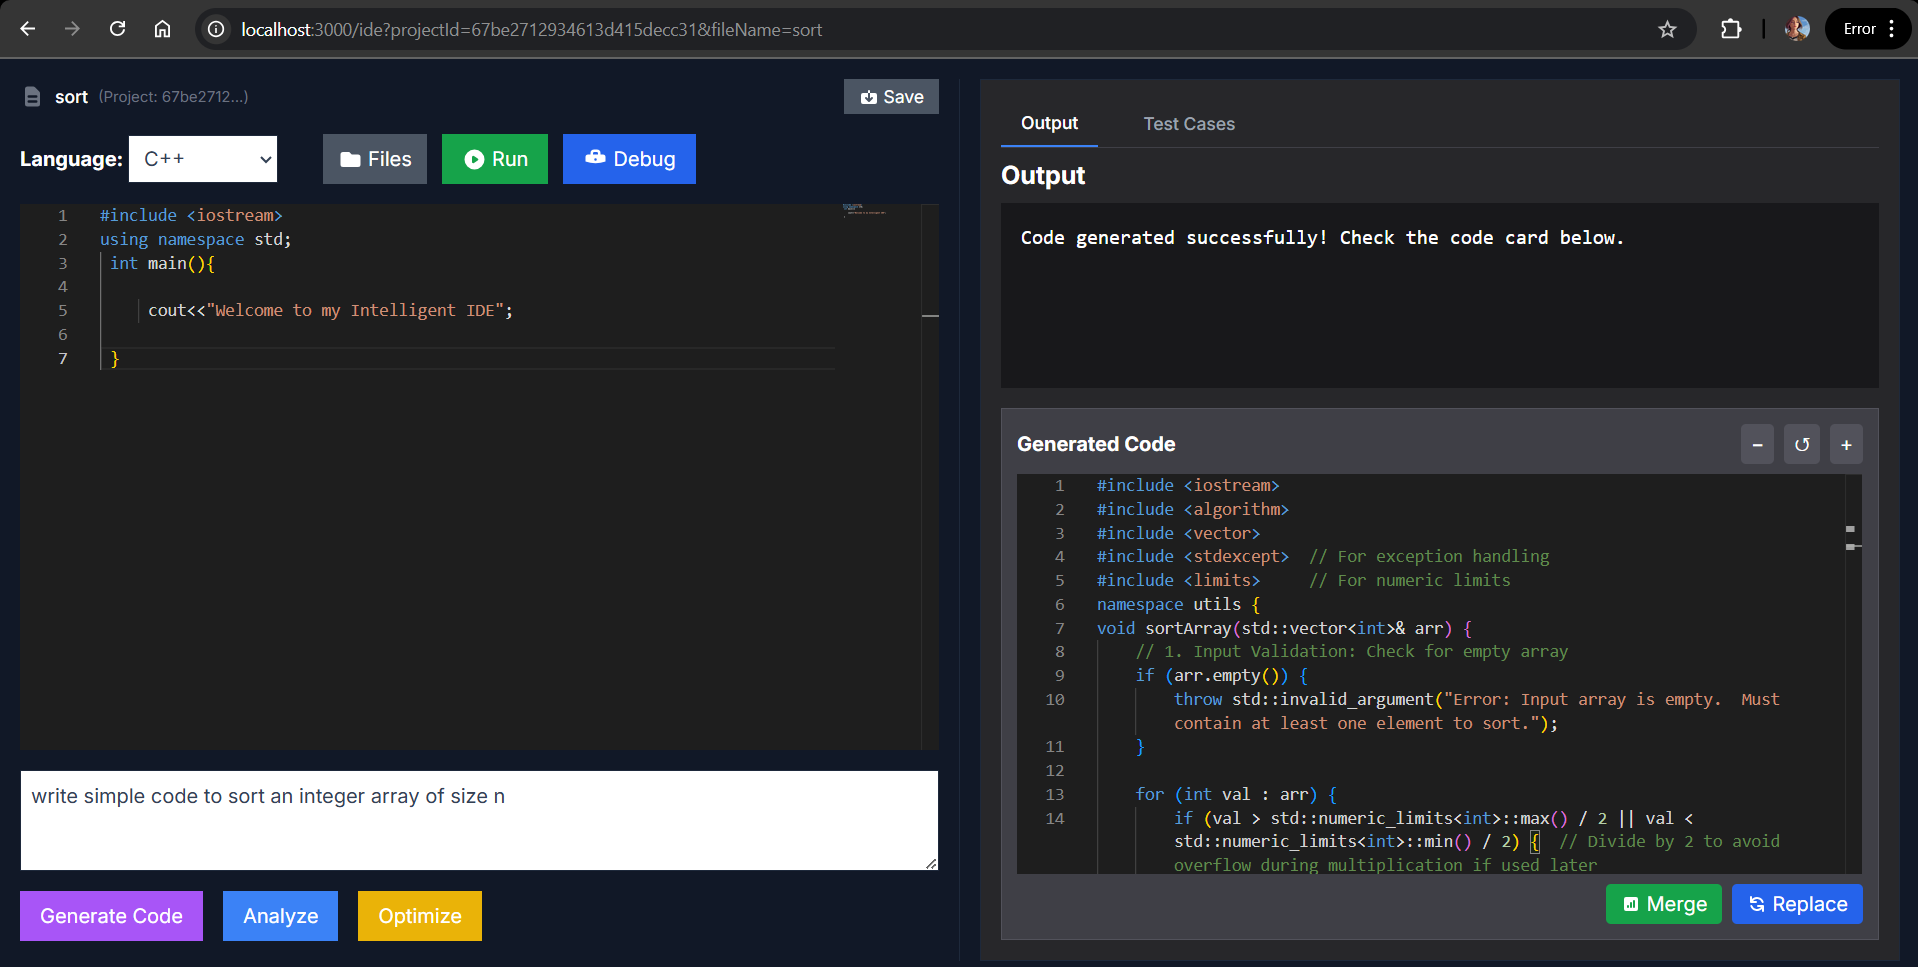 localhost:3000/ide?projectId=67be2712934613d415decc31&fileName=sort
Error
sort (Project: 67be2712...)
Save
Language: C++
Files
Run
Debug
1 #include <iostream>
2 using namespace std;
3 int main(){
4
5 cout<<"Welcome to my Intelligent IDE";
6
7 }
write simple code to sort an integer array of size n
Generate Code
Analyze
Optimize
Output
Test Cases
Output
Code generated successfully! Check the code card below.
Generated Code
-
↺
+
1 #include <iostream>
2 #include <algorithm>
3 #include <vector>
4 #include <stdexcept>  // For exception handling
5 #include <limits>     // For numeric limits
6 namespace utils {
7 void sortArray(std::vector<int>& arr) {
8 // 1. Input Validation: Check for empty array
9 if (arr.empty()) {
10 throw std::invalid_argument("Error: Input array is empty.  Must
contain at least one element to sort.");
11 }
12
13 for (int val : arr) {
14 if (val > std::numeric_limits<int>::max() / 2 || val <
std::numeric_limits<int>::min() / 2) {  // Divide by 2 to avoid
overflow during multiplication if used later
Merge
Replace